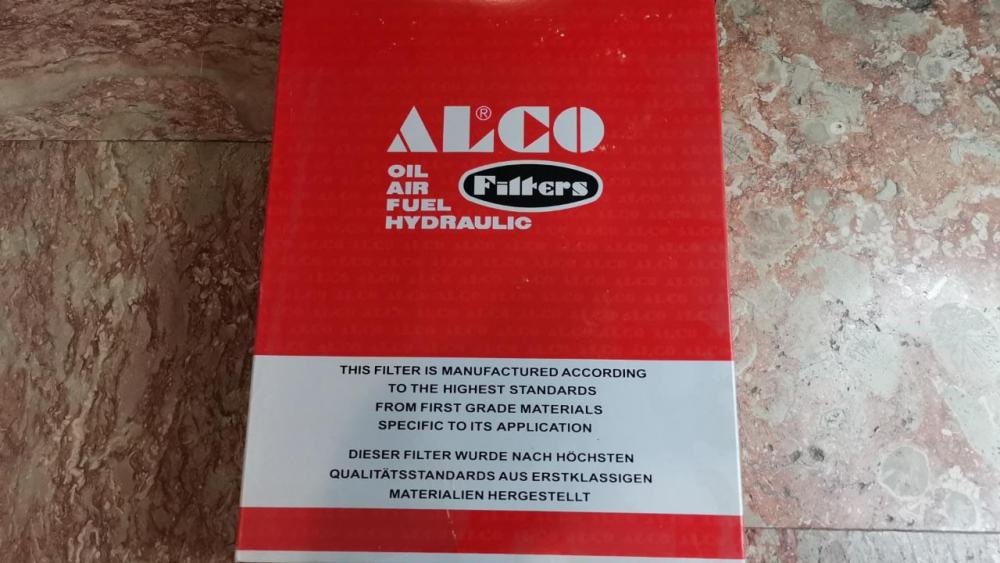 ALCO®
OIL
AIR
FUEL
HYDRAULIC
Filters
THIS FILTER IS MANUFACTURED ACCORDING
TO THE HIGHEST STANDARDS
FROM FIRST GRADE MATERIALS
SPECIFIC TO ITS APPLICATION
DIESER FILTER WURDE NACH HÖCHSTEN
QUALITÄTSSTANDARDS AUS ERSTKLASSIGEN
MATERIALIEN HERGESTELLT